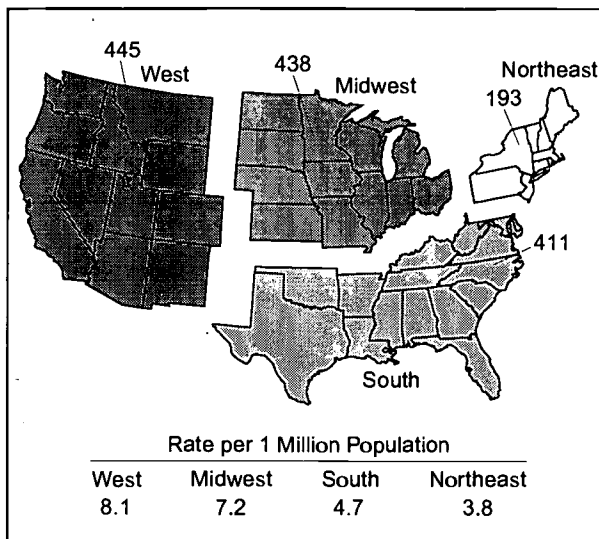 445
West
438
Midwest
Northeast
193
411
South
Rate per 1 Million Population
West Midwest South Northeast
8.1 7.2 4.7 3.8